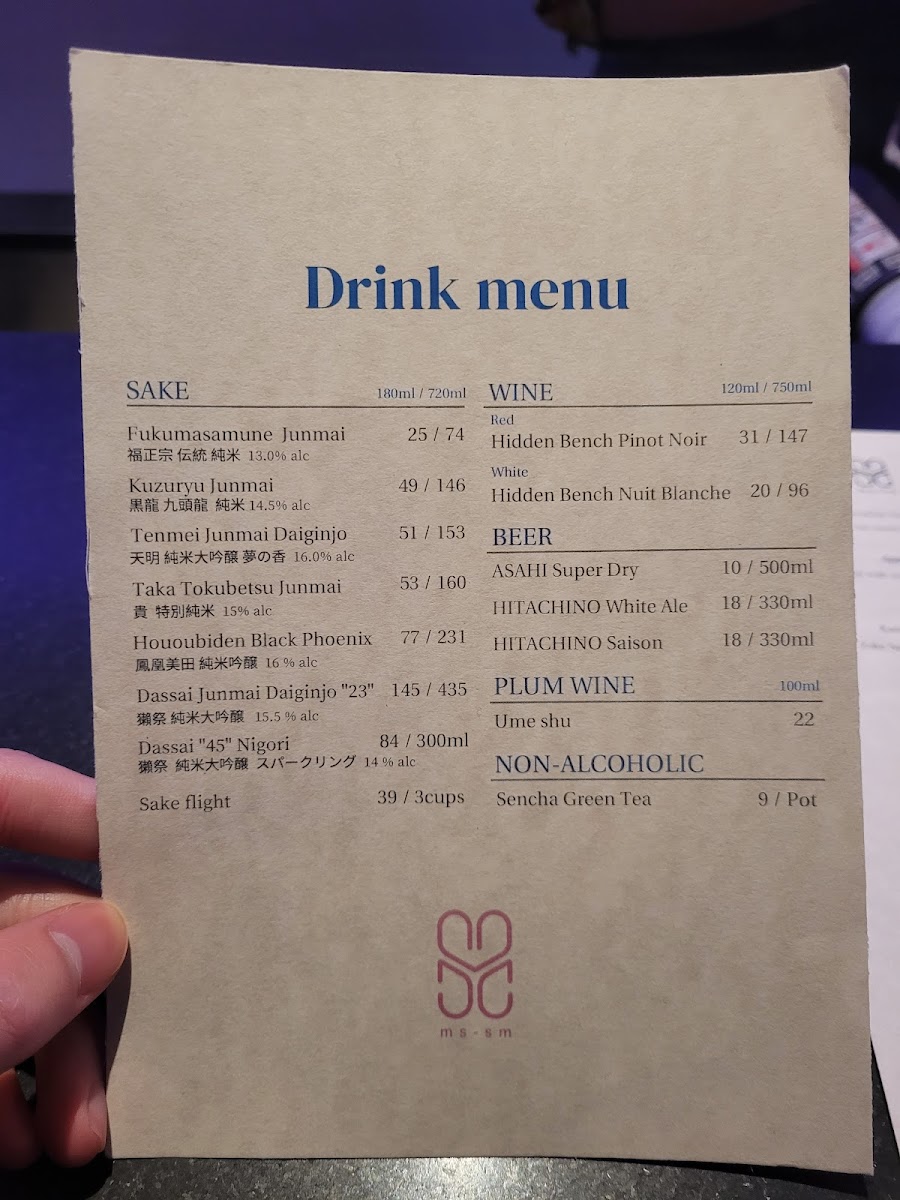 Drink menu
SAKE 180ml / 720ml
Fukumasamune Junmai 25 / 74
福正宗 伝統 純米 13.0% alc
Kuzuryu Junmai 49 / 146
黒龍 九頭龍 純米 14.5% alc
Tenmei Junmai Daiginjo 51 / 153
天明 純米大吟醸 夢の香 16.0% alc
Taka Tokubetsu Junmai 53 / 160
貴 特別純米 15% alc
Hououbiden Black Phoenix 77 / 231
鳳凰美田 純米吟醸 16 % alc
Dassai Junmai Daiginjo "23" 145 / 435
獺祭 純米大吟醸 15.5 % alc
Dassai "45" Nigori 84 / 300ml
獺祭 純米大吟醸 スパークリング 14 % alc
Sake flight 39 / 3cups
WINE 120ml / 750ml
Red
Hidden Bench Pinot Noir 31 / 147
White
Hidden Bench Nuit Blanche 20 / 96
BEER
ASAHI Super Dry 10 / 500ml
HITACHINO White Ale 18 / 330ml
HITACHINO Saison 18 / 330ml
PLUM WINE 100ml
Ume shu 22
NON-ALCOHOLIC
Sencha Green Tea 9 / Pot
ms-sm